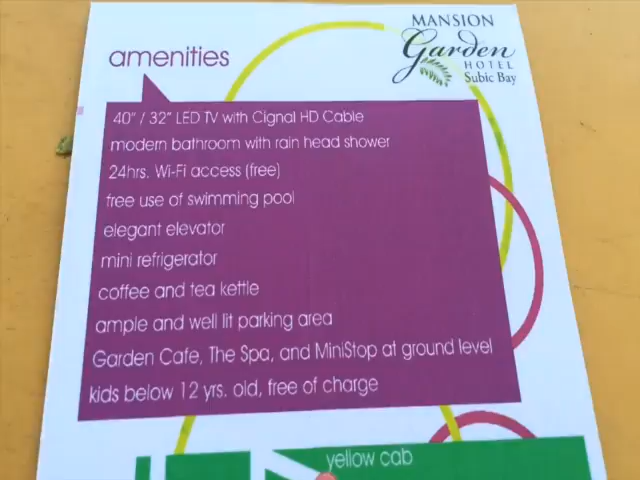 MANSION
Garden
HOTEL
Subic Bay
amenities
40" / 32" LED TV with Cignal HD Cable
modern bathroom with rain head shower
24hrs. Wi-Fi access (free)
free use of swimming pool
elegant elevator
mini refrigerator
coffee and tea kettle
ample and well lit parking area
Garden Cafe, The Spa, and MiniStop at ground level
kids below 12 yrs. old, free of charge
yellow cab